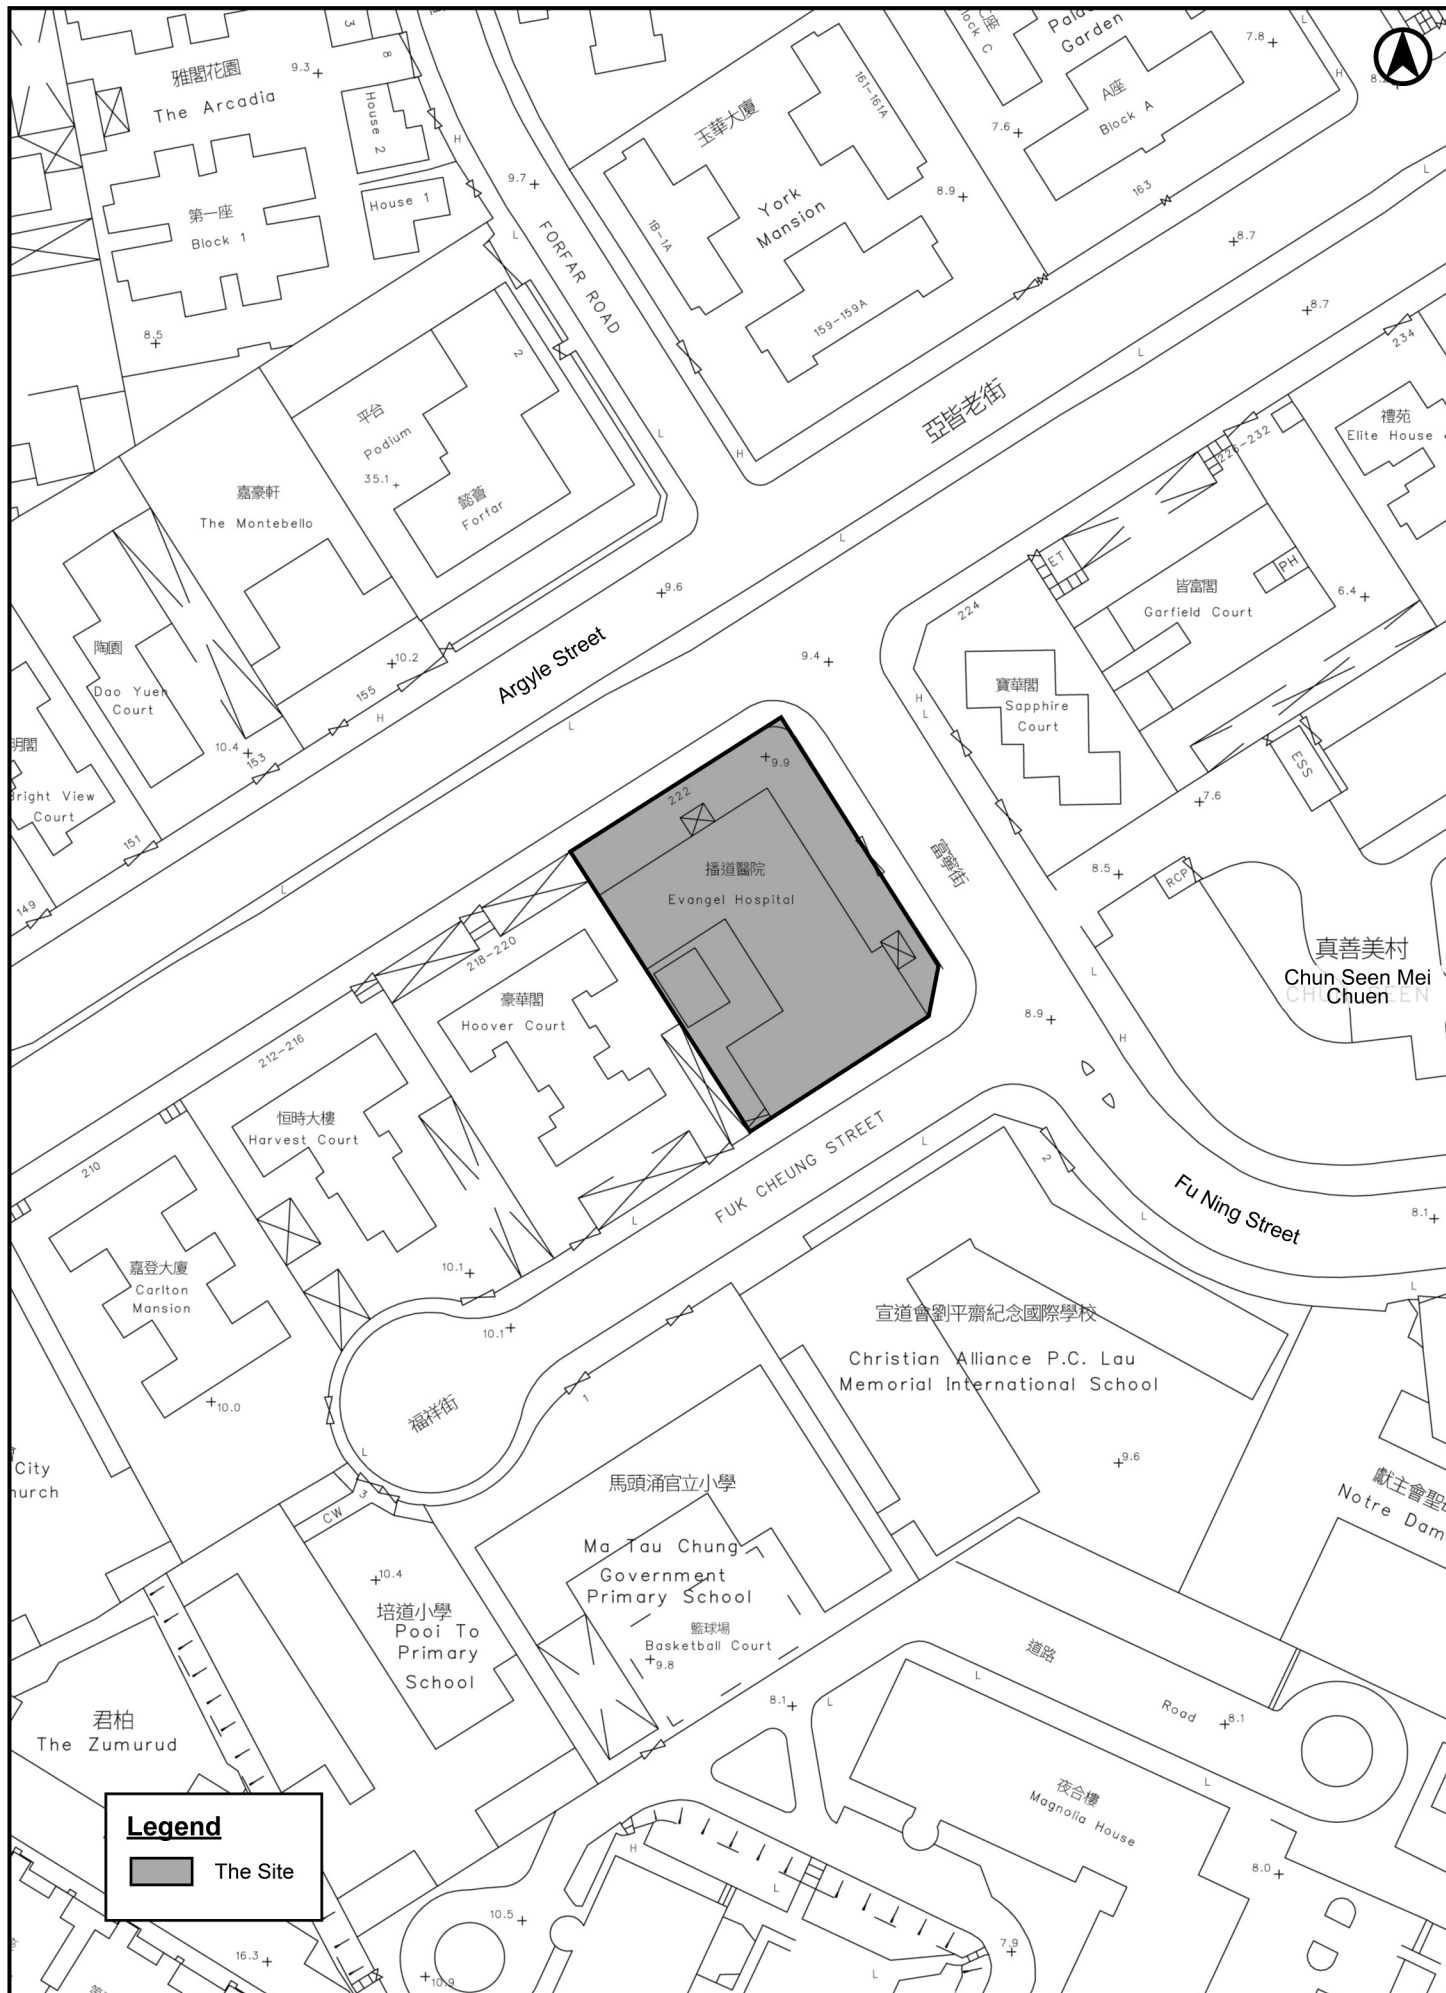 雅閣花園
The Arcadia
9.3
3
8
House 2
House 1
第一座
Block 1
8.5
9.7
FORFAR ROAD
玉華大廈
York
Mansion
161-161A
1B-1A
159-159A
8.9
7.6
Block C
Garden
A座
Block A
7.8
163
8.7
8.7
亞皆老街
234
禮苑
Elite House
226-232
平台
Podium
35.1
2
懿薈
Forfar
嘉豪軒
The Montebello
陶園
Dao Yuen
Court
10.2
155
10.4
153
151
149
明閣
Bright View
Court
9.6
Argyle Street
9.4
224
ET
皆富閣
Garfield Court
PH
6.4
寶華閣
Sapphire
Court
ESS
7.6
8.5
RCP
9.9
222
播道醫院
Evangel Hospital
富寧街
真善美村
Chun Seen Mei
Chuen
8.9
218-220
豪華閣
Hoover Court
212-216
恒時大樓
Harvest Court
210
嘉登大廈
Carlton
Mansion
10.0
10.1
10.1
FUK CHEUNG STREET
Fu Ning Street
8.1
2
1
福祥街
宣道會劉平齋紀念國際學校
Christian Alliance P.C. Lau
Memorial International School
9.6
馬頭涌官立小學
Ma Tau Chung
Government
Primary School
籃球場
Basketball Court
9.8
City
CW
3
10.4
培道小學
Pooi To
Primary
School
君柏
The Zumurud
獻主會聖
Notre Dam
道路
Road
8.1
8.1
夜合樓
Magnolia House
8.0
7.9
10.5
10.9
16.3
Legend
The Site